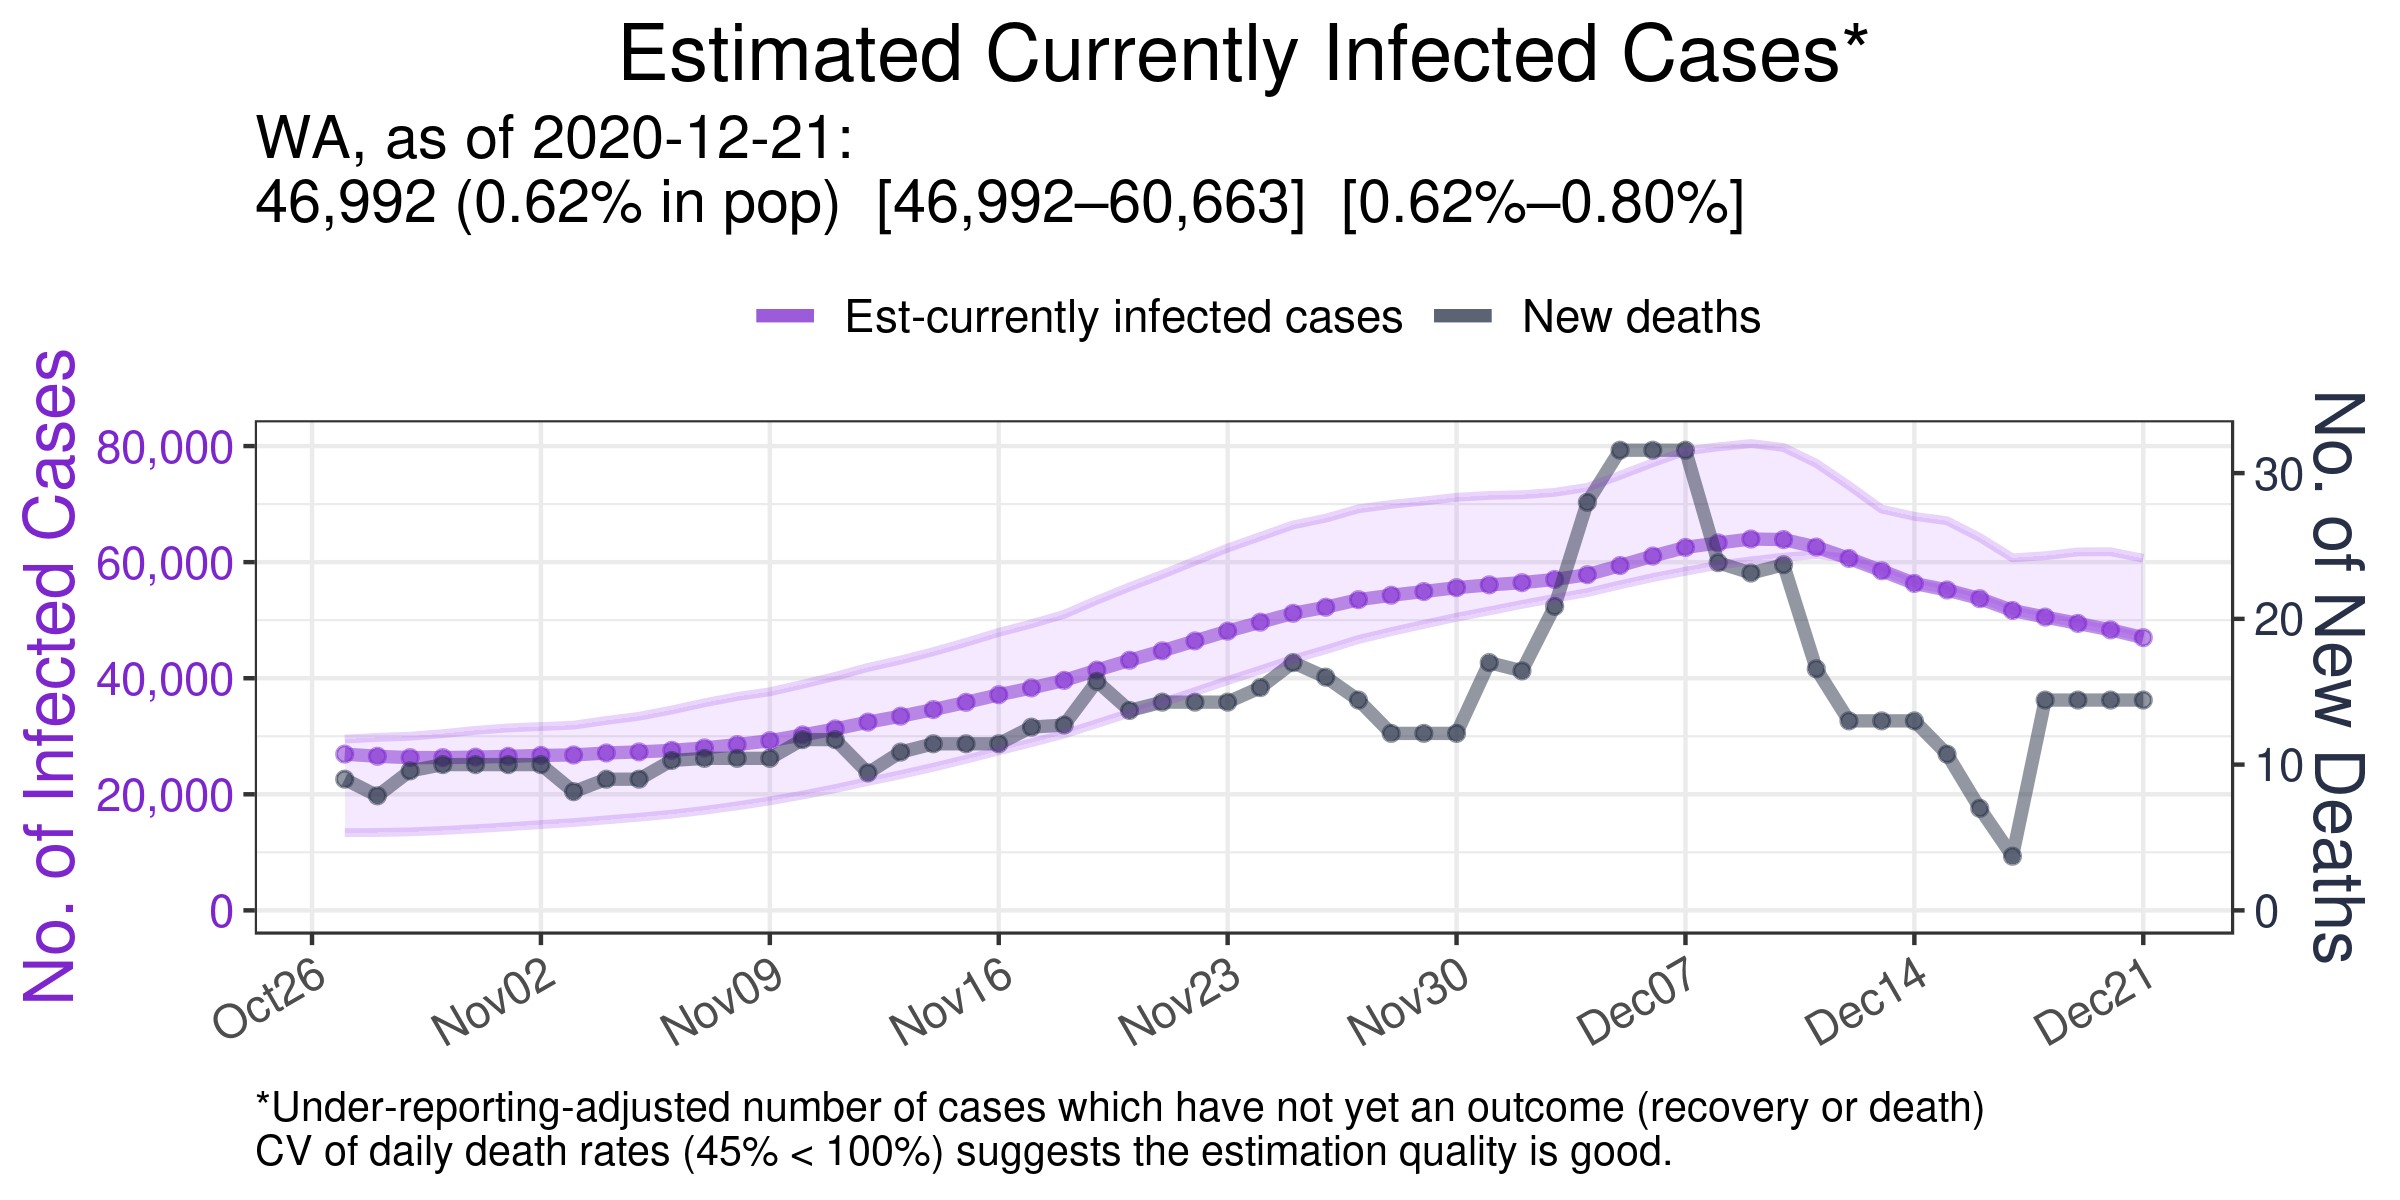 Estimated Currently Infected Cases*
WA, as of 2020-12-21:
46,992 (0.62% in pop)  [46,992–60,663]  [0.62%–0.80%]
Est-currently infected cases
New deaths
No. of Infected Cases
80,000
60,000
40,000
20,000
0
30
20
10
0
No. of New Deaths
Oct26
Nov02
Nov09
Nov16
Nov23
Nov30
Dec07
Dec14
Dec21
*Under-reporting-adjusted number of cases which have not yet an outcome (recovery or death)
CV of daily death rates (45% < 100%) suggests the estimation quality is good.